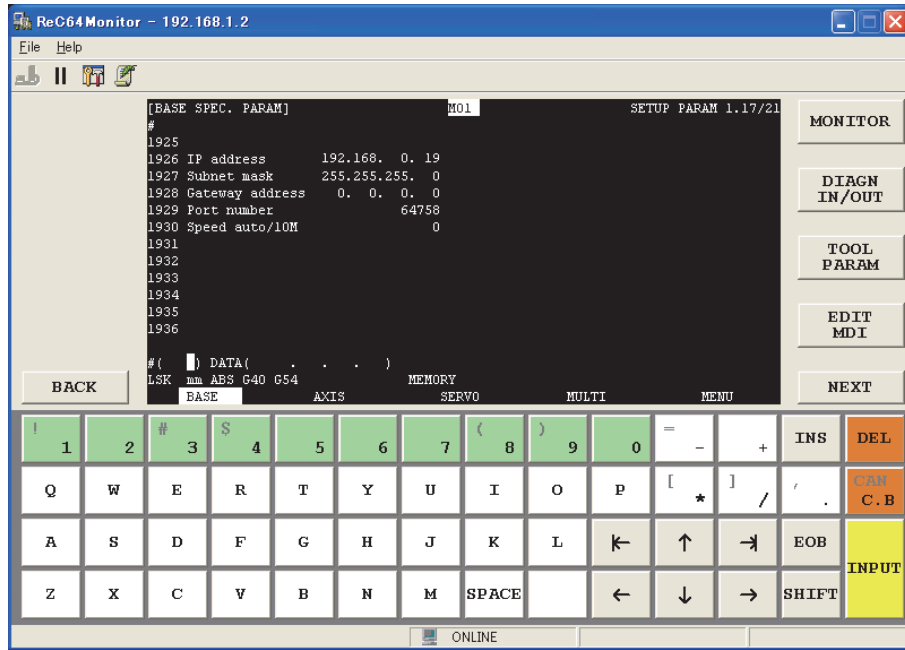 ReC64Monitor - 192.168.1.2
File Help
[BASE SPEC. PARAM] M01 SETUP PARAM 1.17/21
#
1925
1926 IP address 192.168. 0. 19
1927 Subnet mask 255.255.255. 0
1928 Gateway address 0. 0. 0. 0
1929 Port number 64758
1930 Speed auto/10M 0
1931
1932
1933
1934
1935
1936
#( ) DATA( . . . )
LSK mm ABS G40 G54 MEMORY
BASE AXIS SERVO MULTI MENU
BACK
MONITOR
DIAGN
IN/OUT
TOOL
PARAM
EDIT
MDI
NEXT
! 1 2 # 3 $ 4 5 6 7 ( 8 ) 9 0 = - + INS DEL
Q W E R T Y U I O P [ * ] / , . CAN C.B
A S D F G H J K L ⇤ ↑ ⇥ EOB INPUT
Z X C V B N M SPACE ← ↓ → SHIFT
ONLINE